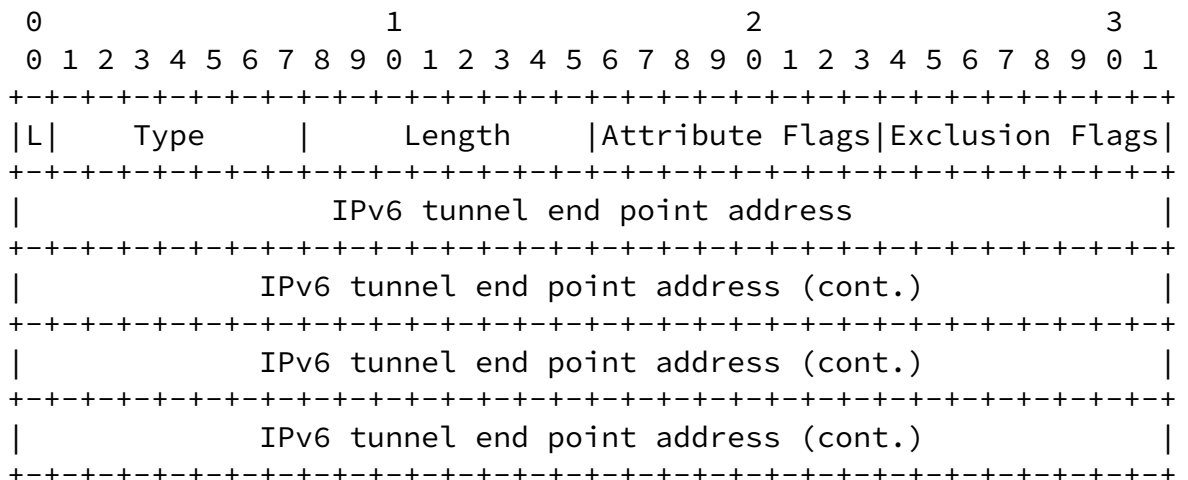 0                   1                   2                   3
 0 1 2 3 4 5 6 7 8 9 0 1 2 3 4 5 6 7 8 9 0 1 2 3 4 5 6 7 8 9 0 1
+-+-+-+-+-+-+-+-+-+-+-+-+-+-+-+-+-+-+-+-+-+-+-+-+-+-+-+-+-+-+-+-+
|L|    Type     |     Length    |Attribute Flags|Exclusion Flags|
+-+-+-+-+-+-+-+-+-+-+-+-+-+-+-+-+-+-+-+-+-+-+-+-+-+-+-+-+-+-+-+-+
|                 IPv6 tunnel end point address                 |
+-+-+-+-+-+-+-+-+-+-+-+-+-+-+-+-+-+-+-+-+-+-+-+-+-+-+-+-+-+-+-+-+
|             IPv6 tunnel end point address (cont.)             |
+-+-+-+-+-+-+-+-+-+-+-+-+-+-+-+-+-+-+-+-+-+-+-+-+-+-+-+-+-+-+-+-+
|             IPv6 tunnel end point address (cont.)             |
+-+-+-+-+-+-+-+-+-+-+-+-+-+-+-+-+-+-+-+-+-+-+-+-+-+-+-+-+-+-+-+-+
|             IPv6 tunnel end point address (cont.)             |
+-+-+-+-+-+-+-+-+-+-+-+-+-+-+-+-+-+-+-+-+-+-+-+-+-+-+-+-+-+-+-+-+